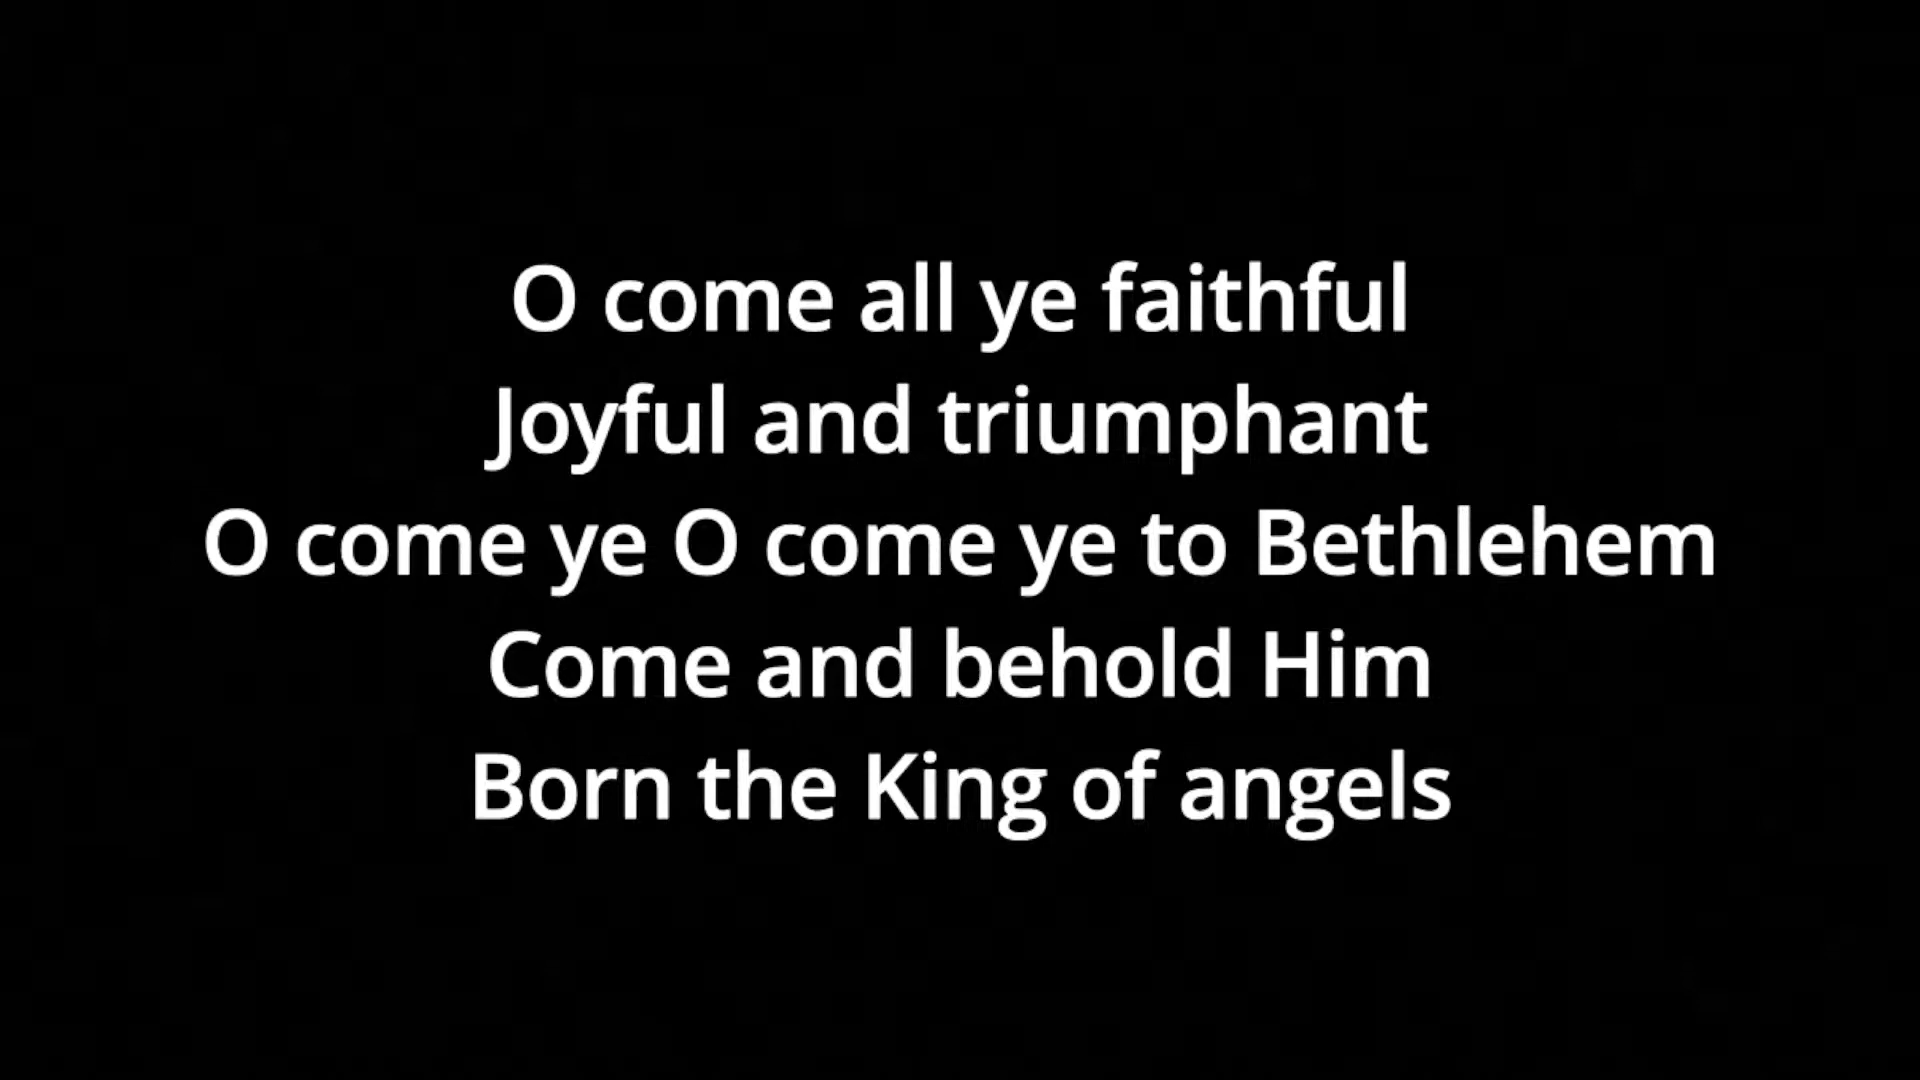 O come all ye faithful
Joyful and triumphant
O come ye O come ye to Bethlehem
Come and behold Him
Born the King of angels